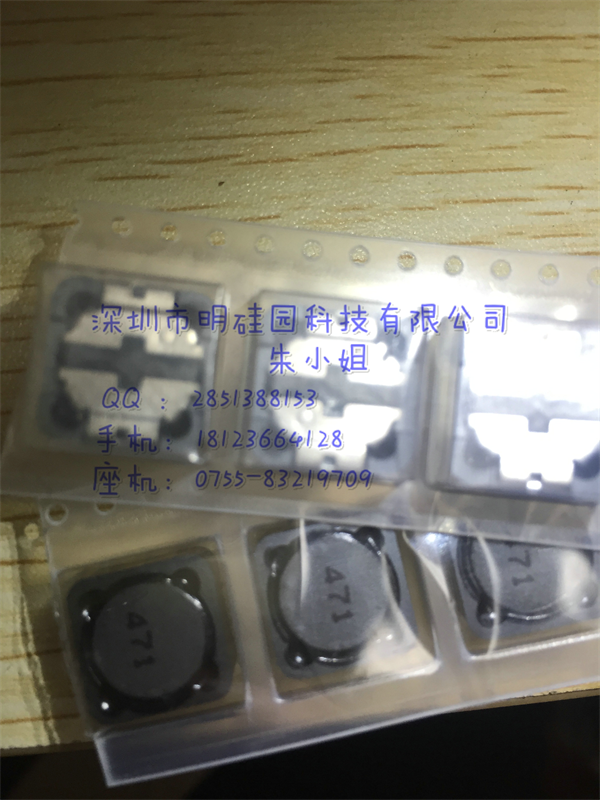 深圳市明硅园科技有限公司
朱小姐
QQ : 2851388153
手机: 18123664128
座机: 0755-83219709
471
471
471